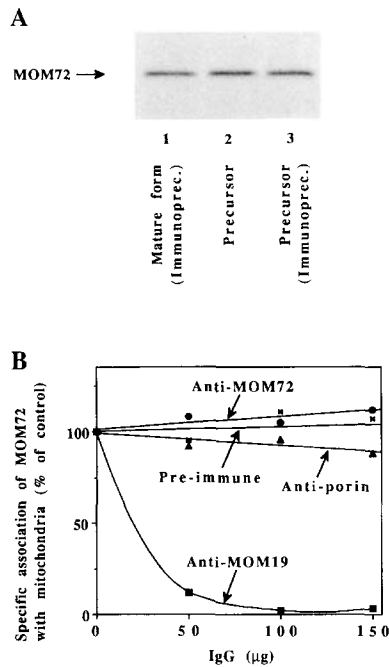 A
MOM72
1 2 3
Mature form
(Immunoprec.)
Precursor
Precursor
(Immunoprec.)
B
Specific association of MOM72
with mitochondria (% of control)
100
50
0
Anti-MOM72
Pre-immune
Anti-porin
Anti-MOM19
0 50 100 150
IgG (µg)